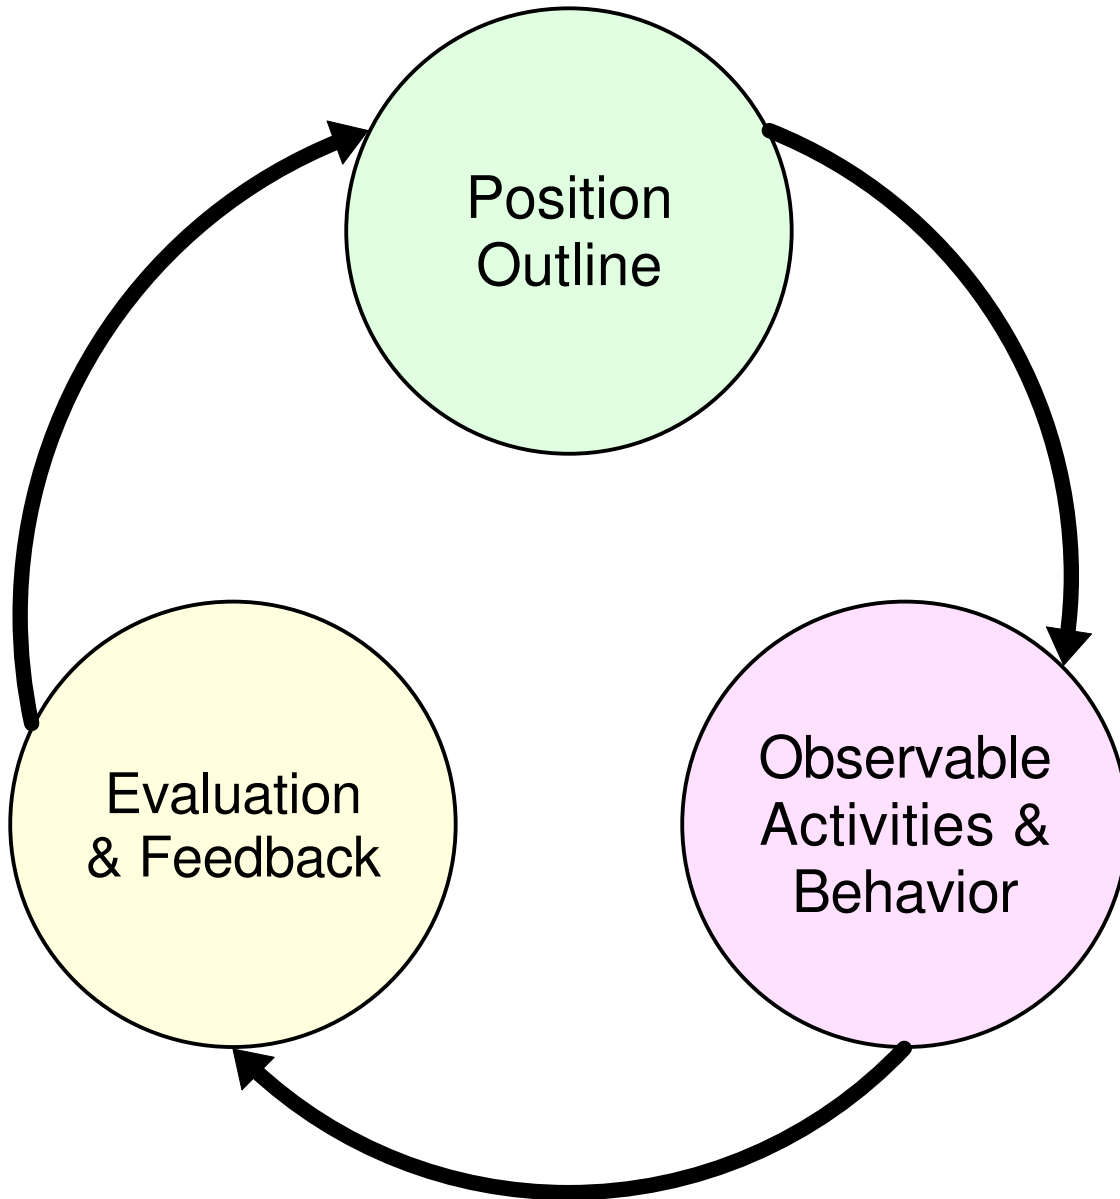 Position
Outline
Observable
Activities &
Behavior
Evaluation
& Feedback